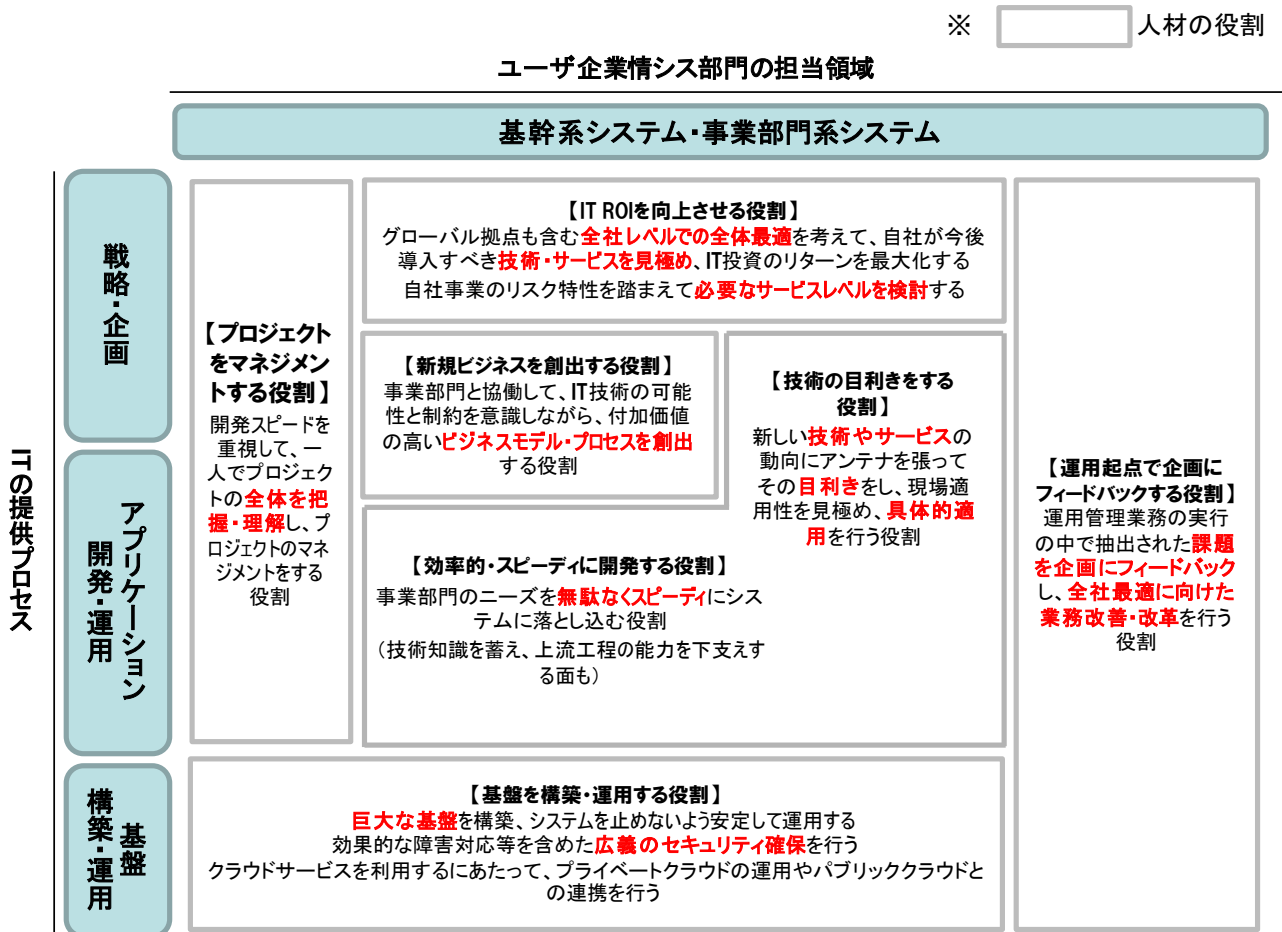 ※ 人材の役割
ユーザ企業情シス部門の担当領域
基幹系システム・事業部門系システム
ITの提供プロセス
戦略・企画
アプリケーション
開発・運用
基盤
構築・運用
【プロジェクト
をマネジメン
トする役割】
開発スピードを
重視して、一
人でプロジェク
トの全体を把
握・理解し、プ
ロジェクトのマネ
ジメントをする
役割
【IT ROIを向上させる役割】
グローバル拠点も含む全社レベルでの全体最適を考えて、自社が今後
導入すべき技術・サービスを見極め、IT投資のリターンを最大化する
自社事業のリスク特性を踏まえて必要なサービスレベルを検討する
【新規ビジネスを創出する役割】
事業部門と協働して、IT技術の可能
性と制約を意識しながら、付加価値
の高いビジネスモデル・プロセスを創出
する役割
【技術の目利きをする
役割】
新しい技術やサービスの
動向にアンテナを張って
その目利きをし、現場適
用性を見極め、具体的適
用を行う役割
【効率的・スピーディに開発する役割】
事業部門のニーズを無駄なくスピーディにシス
テムに落とし込む役割
（技術知識を蓄え、上流工程の能力を下支えす
る面も）
【運用起点で企画に
フィードバックする役割】
運用管理業務の実行
の中で抽出された課題
を企画にフィードバック
し、全社最適に向けた
業務改善・改革を行う
役割
【基盤を構築・運用する役割】
巨大な基盤を構築、システムを止めないよう安定して運用する
効果的な障害対応等を含めた広義のセキュリティ確保を行う
クラウドサービスを利用するにあたって、プライベートクラウドの運用やパブリッククラウドと
の連携を行う